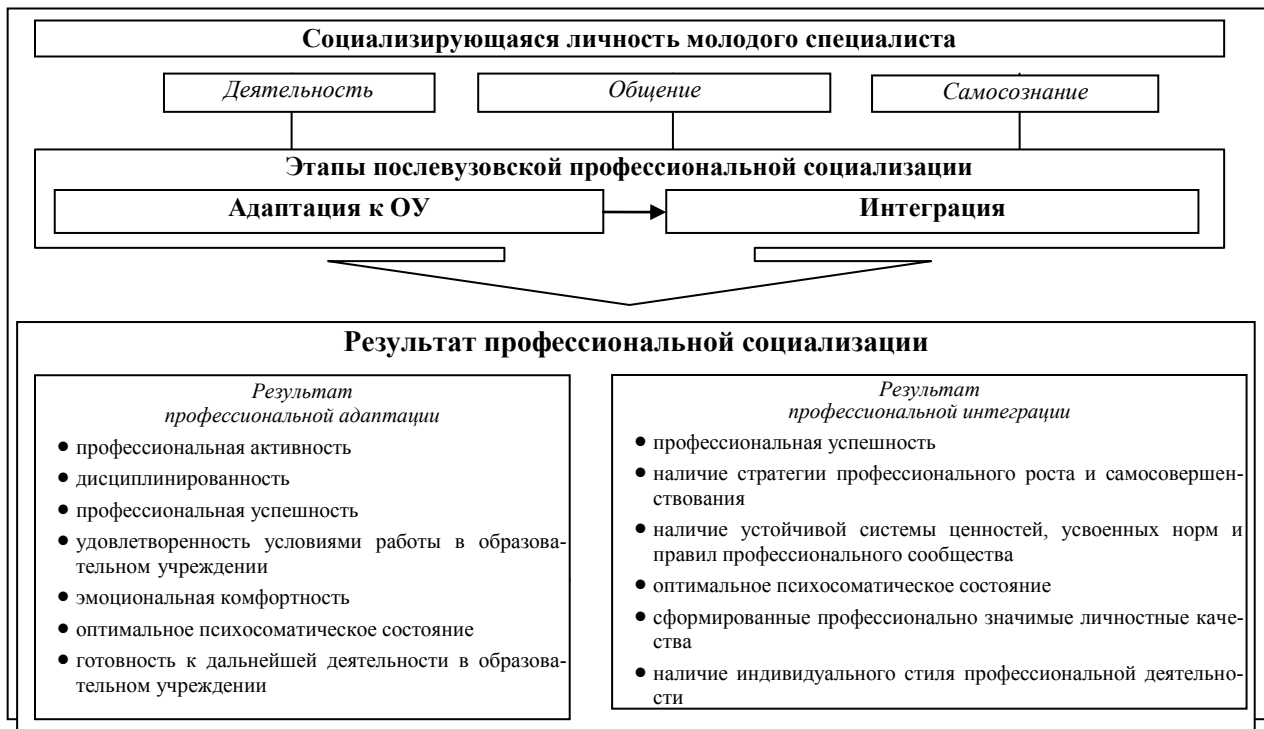 Социализирующаяся личность молодого специалиста
Деятельность
Общение
Самосознание
Этапы послевузовской профессиональной социализации
Адаптация к ОУ
Интеграция
Результат профессиональной социализации
Результат
профессиональной адаптации
• профессиональная активность
• дисциплинированность
• профессиональная успешность
• удовлетворенность условиями работы в образова-
тельном учреждении
• эмоциональная комфортность
• оптимальное психосоматическое состояние
• готовность к дальнейшей деятельности в образова-
тельном учреждении
Результат
профессиональной интеграции
• профессиональная успешность
• наличие стратегии профессионального роста и самосовершен-
ствования
• наличие устойчивой системы ценностей, усвоенных норм и
правил профессионального сообщества
• оптимальное психосоматическое состояние
• сформированные профессионально значимые личностные каче-
ства
• наличие индивидуального стиля профессиональной деятельно-
сти